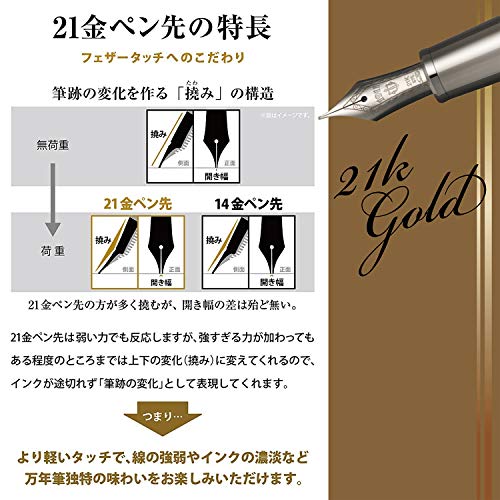 21金ペン先の特長
フェザータッチへのこだわり
筆跡の変化を作る「撓み」の構造
たわ
※図はイメージです。
無荷重
撓み
側面
正面
開き幅
21金ペン先
14金ペン先
荷 重
撓み
側面
正面
開き幅
撓み
側面
正面
開き幅
21金ペン先の方が多く撓むが、開き幅の差は殆ど無い。
21金ペン先は弱い力でも反応しますが、強すぎる力が加わっても
ある程度のところまでは上下の変化(撓み)に変えてくれるので、
インクが途切れず「筆跡の変化」として表現してくれます。
つまり…
より軽いタッチで、線の強弱やインクの濃淡など
万年筆独特の味わいをお楽しみいただけます。
21k
Gold